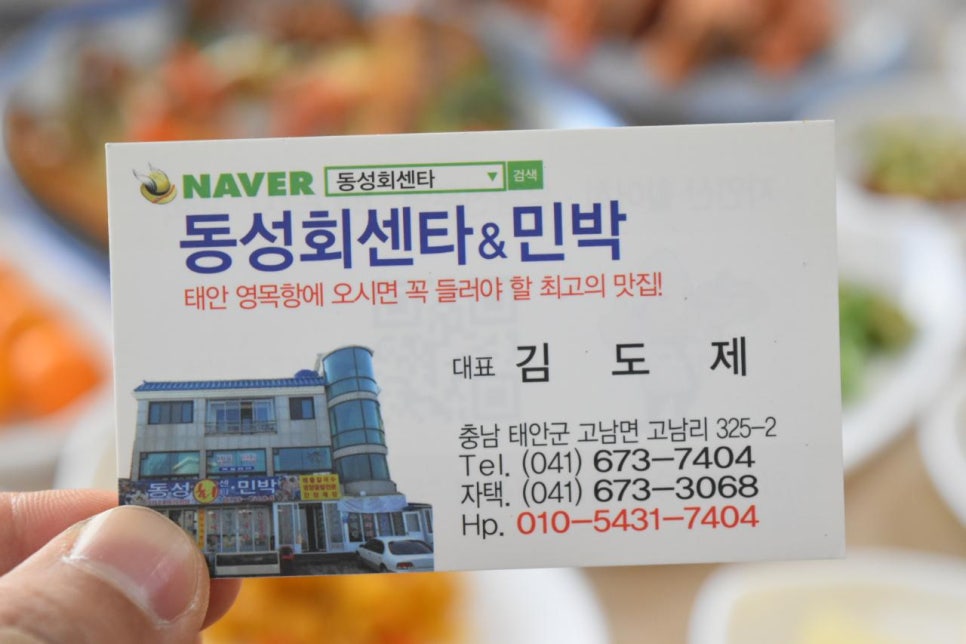 NAVER 동성회센타 ▼ 검색
동성회센타&민박
태안 영목항에 오시면 꼭 들러야 할 최고의 맛집!
대표 김 도 제
충남 태안군 고남면 고남리 325-2
Tel. (041) 673-7404
자택. (041) 673-3068
Hp. 010-5431-7404
동성 회 센타 민박